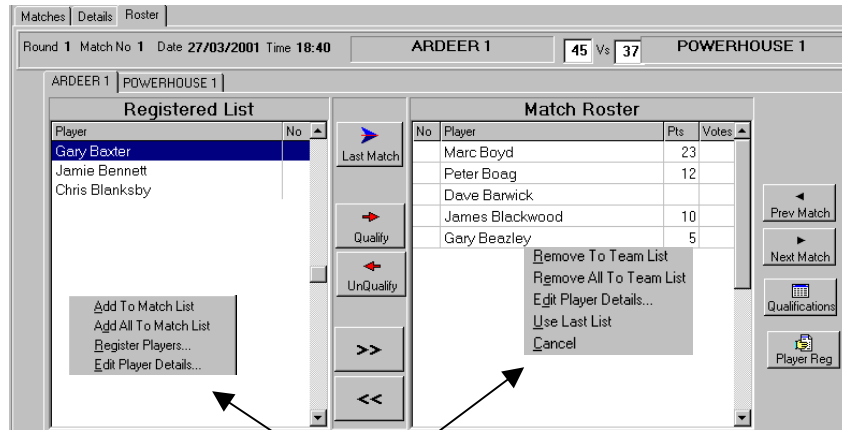 Matches Details Roster
Round 1 Match No 1 Date 27/03/2001 Time 18:40 ARDEER 1 45 Vs 37 POWERHOUSE 1
ARDEER 1 POWERHOUSE 1
Registered List
Player No
Gary Baxter
Jamie Bennett
Chris Blanksby
Add To Match List
Add All To Match List
Register Players...
Edit Player Details...
Last Match
Qualify
UnQualify
>>
<<
Match Roster
No Player Pts Votes
Marc Boyd 23
Peter Boag 12
Dave Barwick
James Blackwood 10
Gary Beazley 5
Remove To Team List
Remove All To Team List
Edit Player Details...
Use Last List
Cancel
Prev Match
Next Match
Qualifications
Player Reg